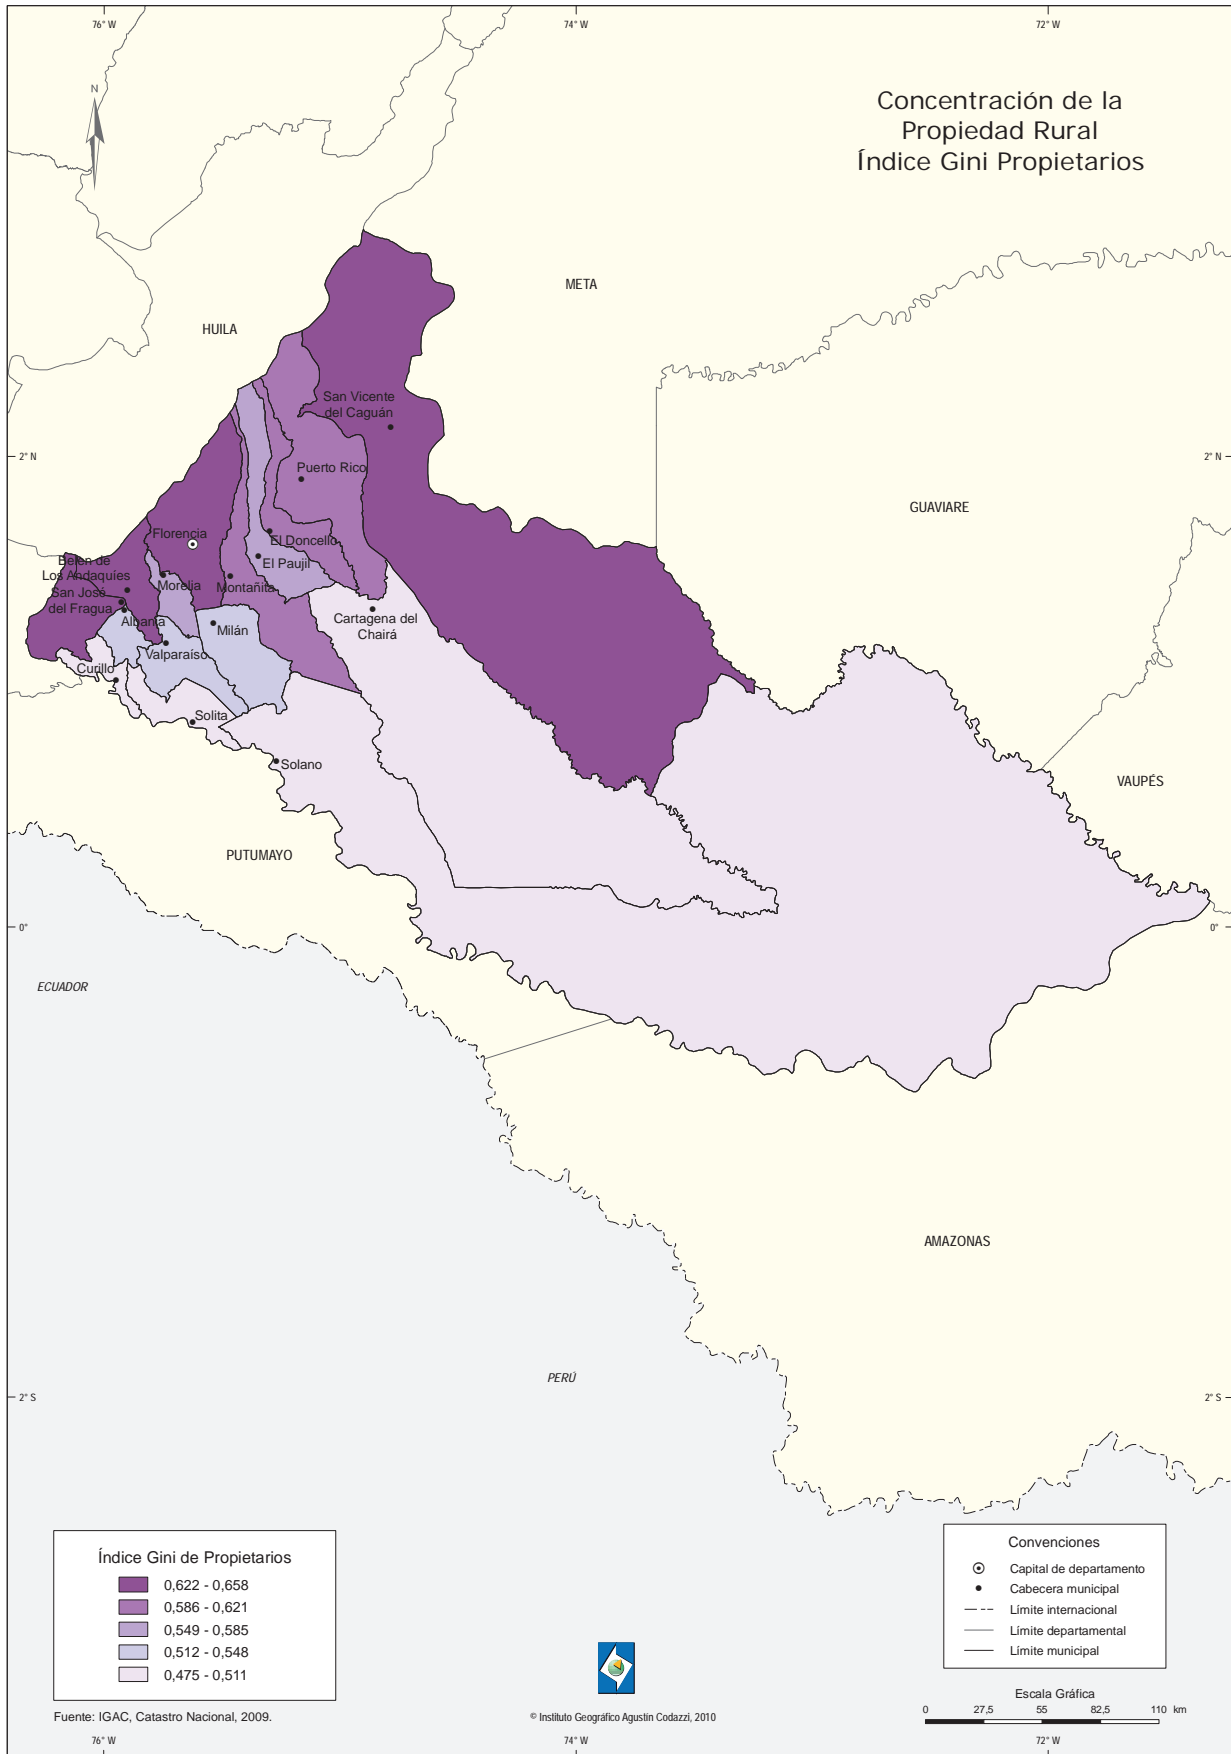 76° W
74° W
72° W
N
Concentración de la
Propiedad Rural
Índice Gini Propietarios
META
HUILA
San Vicente
del Caguán
2° N
2° N
Puerto Rico
GUAVIARE
Florencia
El Doncello
Belén de
Los Andaquíes
El Paujil
San José
del Fragua
Morelia
Montañita
Albania
Milán
Cartagena del
Chairá
Valparaíso
Curillo
Solita
Solano
VAUPÉS
PUTUMAYO
0°
0°
ECUADOR
AMAZONAS
PERÚ
2° S
2° S
Índice Gini de Propietarios
0,622 - 0,658
0,586 - 0,621
0,549 - 0,585
0,512 - 0,548
0,475 - 0,511
Fuente: IGAC, Catastro Nacional, 2009.
© Instituto Geográfico Agustín Codazzi, 2010
Convenciones
Capital de departamento
Cabecera municipal
Límite internacional
Límite departamental
Límite municipal
Escala Gráfica
0 27,5 55 82,5 110 km
76° W
74° W
72° W